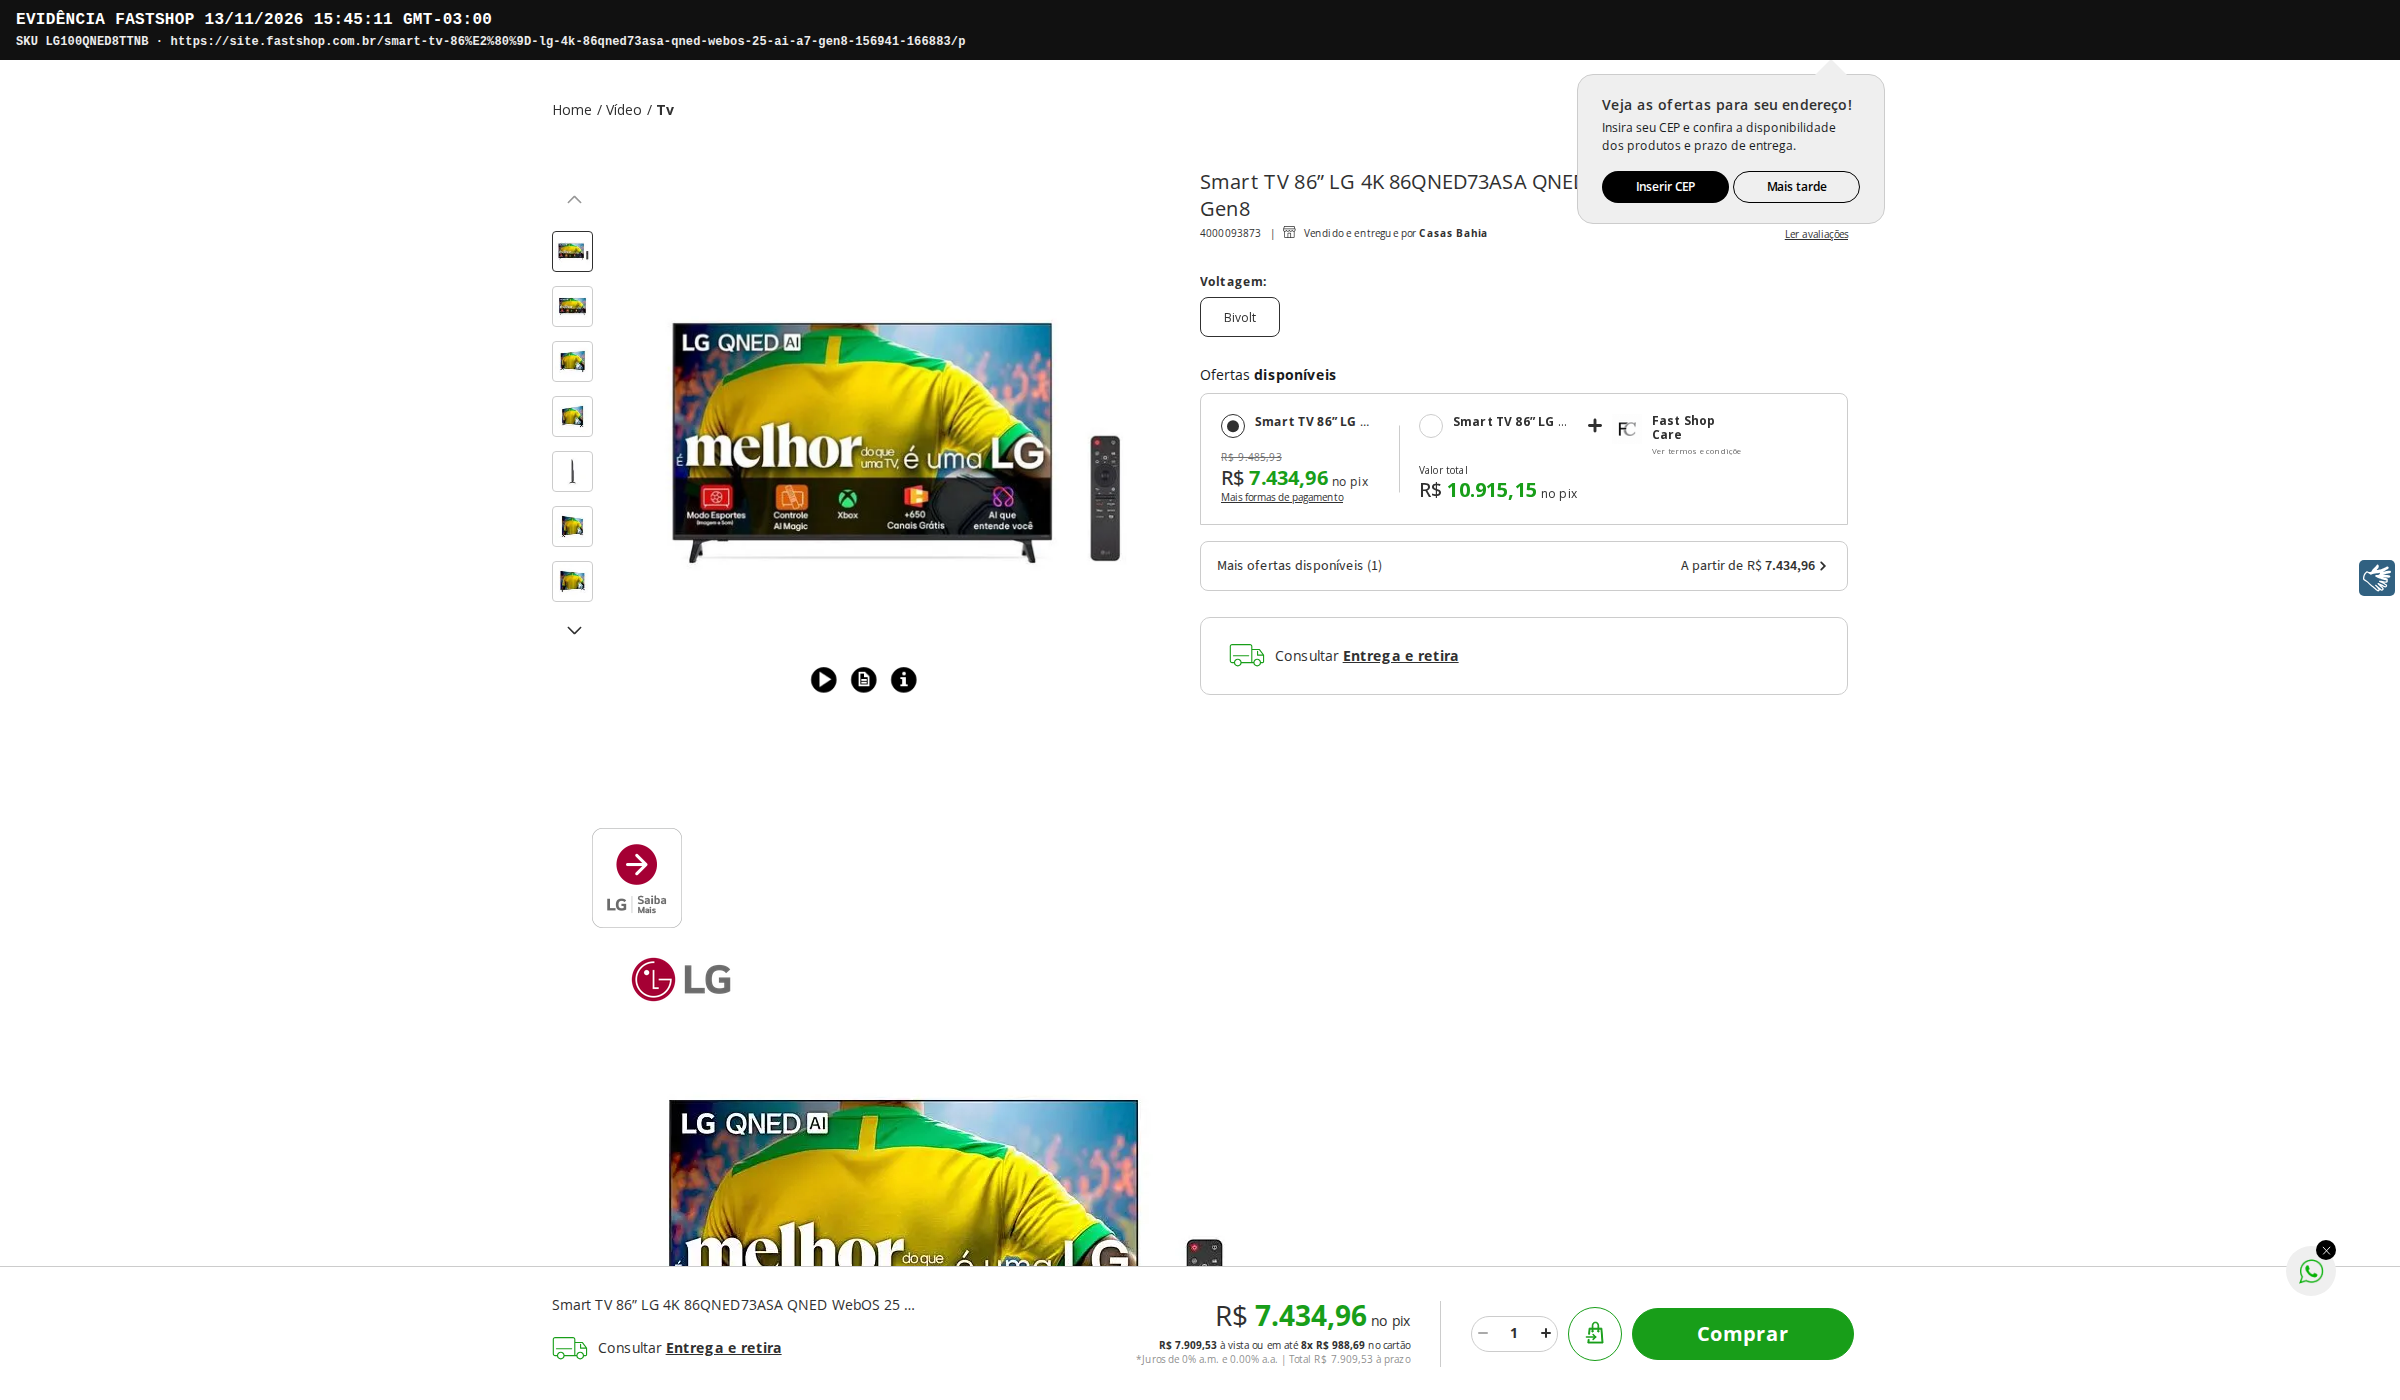 EVIDÊNCIA FASTSHOP 13/11/2026 15:45:11 GMT-03:00
SKU LG100QNED8TTNB · https://site.fastshop.com.br/smart-tv-86%E2%80%9D-lg-4k-86qned73asa-qned-webos-25-ai-a7-gen8-156941-166883/p
Home / Vídeo / Tv
Veja as ofertas para seu endereço!
Insira seu CEP e confira a disponibilidade
dos produtos e prazo de entrega.
Inserir CEP
Mais tarde
Smart TV 86” LG 4K 86QNED73ASA QNED
Gen8
4000093873 | Vendido e entregue por Casas Bahia
Ler avaliações
Voltagem:
Bivolt
LG QNED AI
É melhor do que uma TV, é uma LG
Modo Esportes
(Imagem e Som)
Controle
AI Magic
Xbox
+650
Canais Grátis
AI que
entende você
Ofertas disponíveis
Smart TV 86” LG ...
R$ 9.485,93
R$ 7.434,96 no pix
Mais formas de pagamento
Smart TV 86” LG ...
+
FC
Fast Shop
Care
Ver termos e condiçõe
Valor total
R$ 10.915,15 no pix
Mais ofertas disponíveis (1)
A partir de R$ 7.434,96
Consultar Entrega e retira
LG | Saiba
Mais
LG
LG QNED AI
melhor do que é uma LG
Smart TV 86” LG 4K 86QNED73ASA QNED WebOS 25 ...
Consultar Entrega e retira
R$ 7.434,96 no pix
R$ 7.909,53 à vista ou em até 8x R$ 988,69 no cartão
*Juros de 0% a.m. e 0.00% a.a. | Total R$ 7.909,53 à prazo
1
Comprar